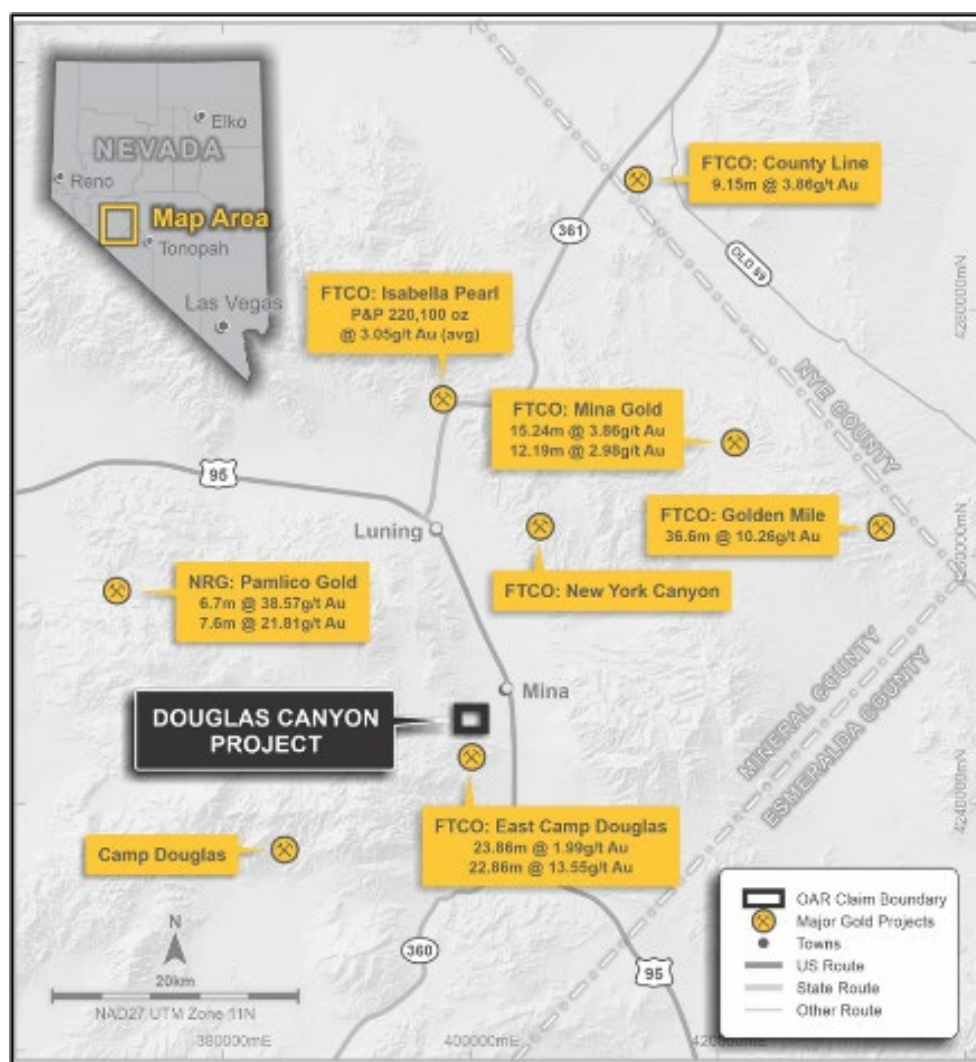 Elko
NEVADA
Reno
Map Area
Tonopah
Las Vegas
FTCO: County Line
9.15m @ 3.86g/t Au
361
OLD 89
4260000mN
FTCO: Isabella Pearl
P&P 220,100 oz
@ 3.05g/t Au (avg)
NYE COUNTY
FTCO: Mina Gold
15.24m @ 3.86g/t Au
12.19m @ 2.98g/t Au
95
Luning
FTCO: Golden Mile
36.6m @ 10.26g/t Au
NRG: Pamlico Gold
6.7m @ 38.57g/t Au
7.6m @ 21.81g/t Au
FTCO: New York Canyon
Mina
DOUGLAS CANYON
PROJECT
MINERAL COUNTY
ESMERALDA COUNTY
4240000mN
FTCO: East Camp Douglas
23.86m @ 1.99g/t Au
22.86m @ 13.55g/t Au
Camp Douglas
N
20km
NAD27 UTM Zone 11N
360
95
OAR Claim Boundary
Major Gold Projects
Towns
US Route
State Route
Other Route
380000mE
400000mE